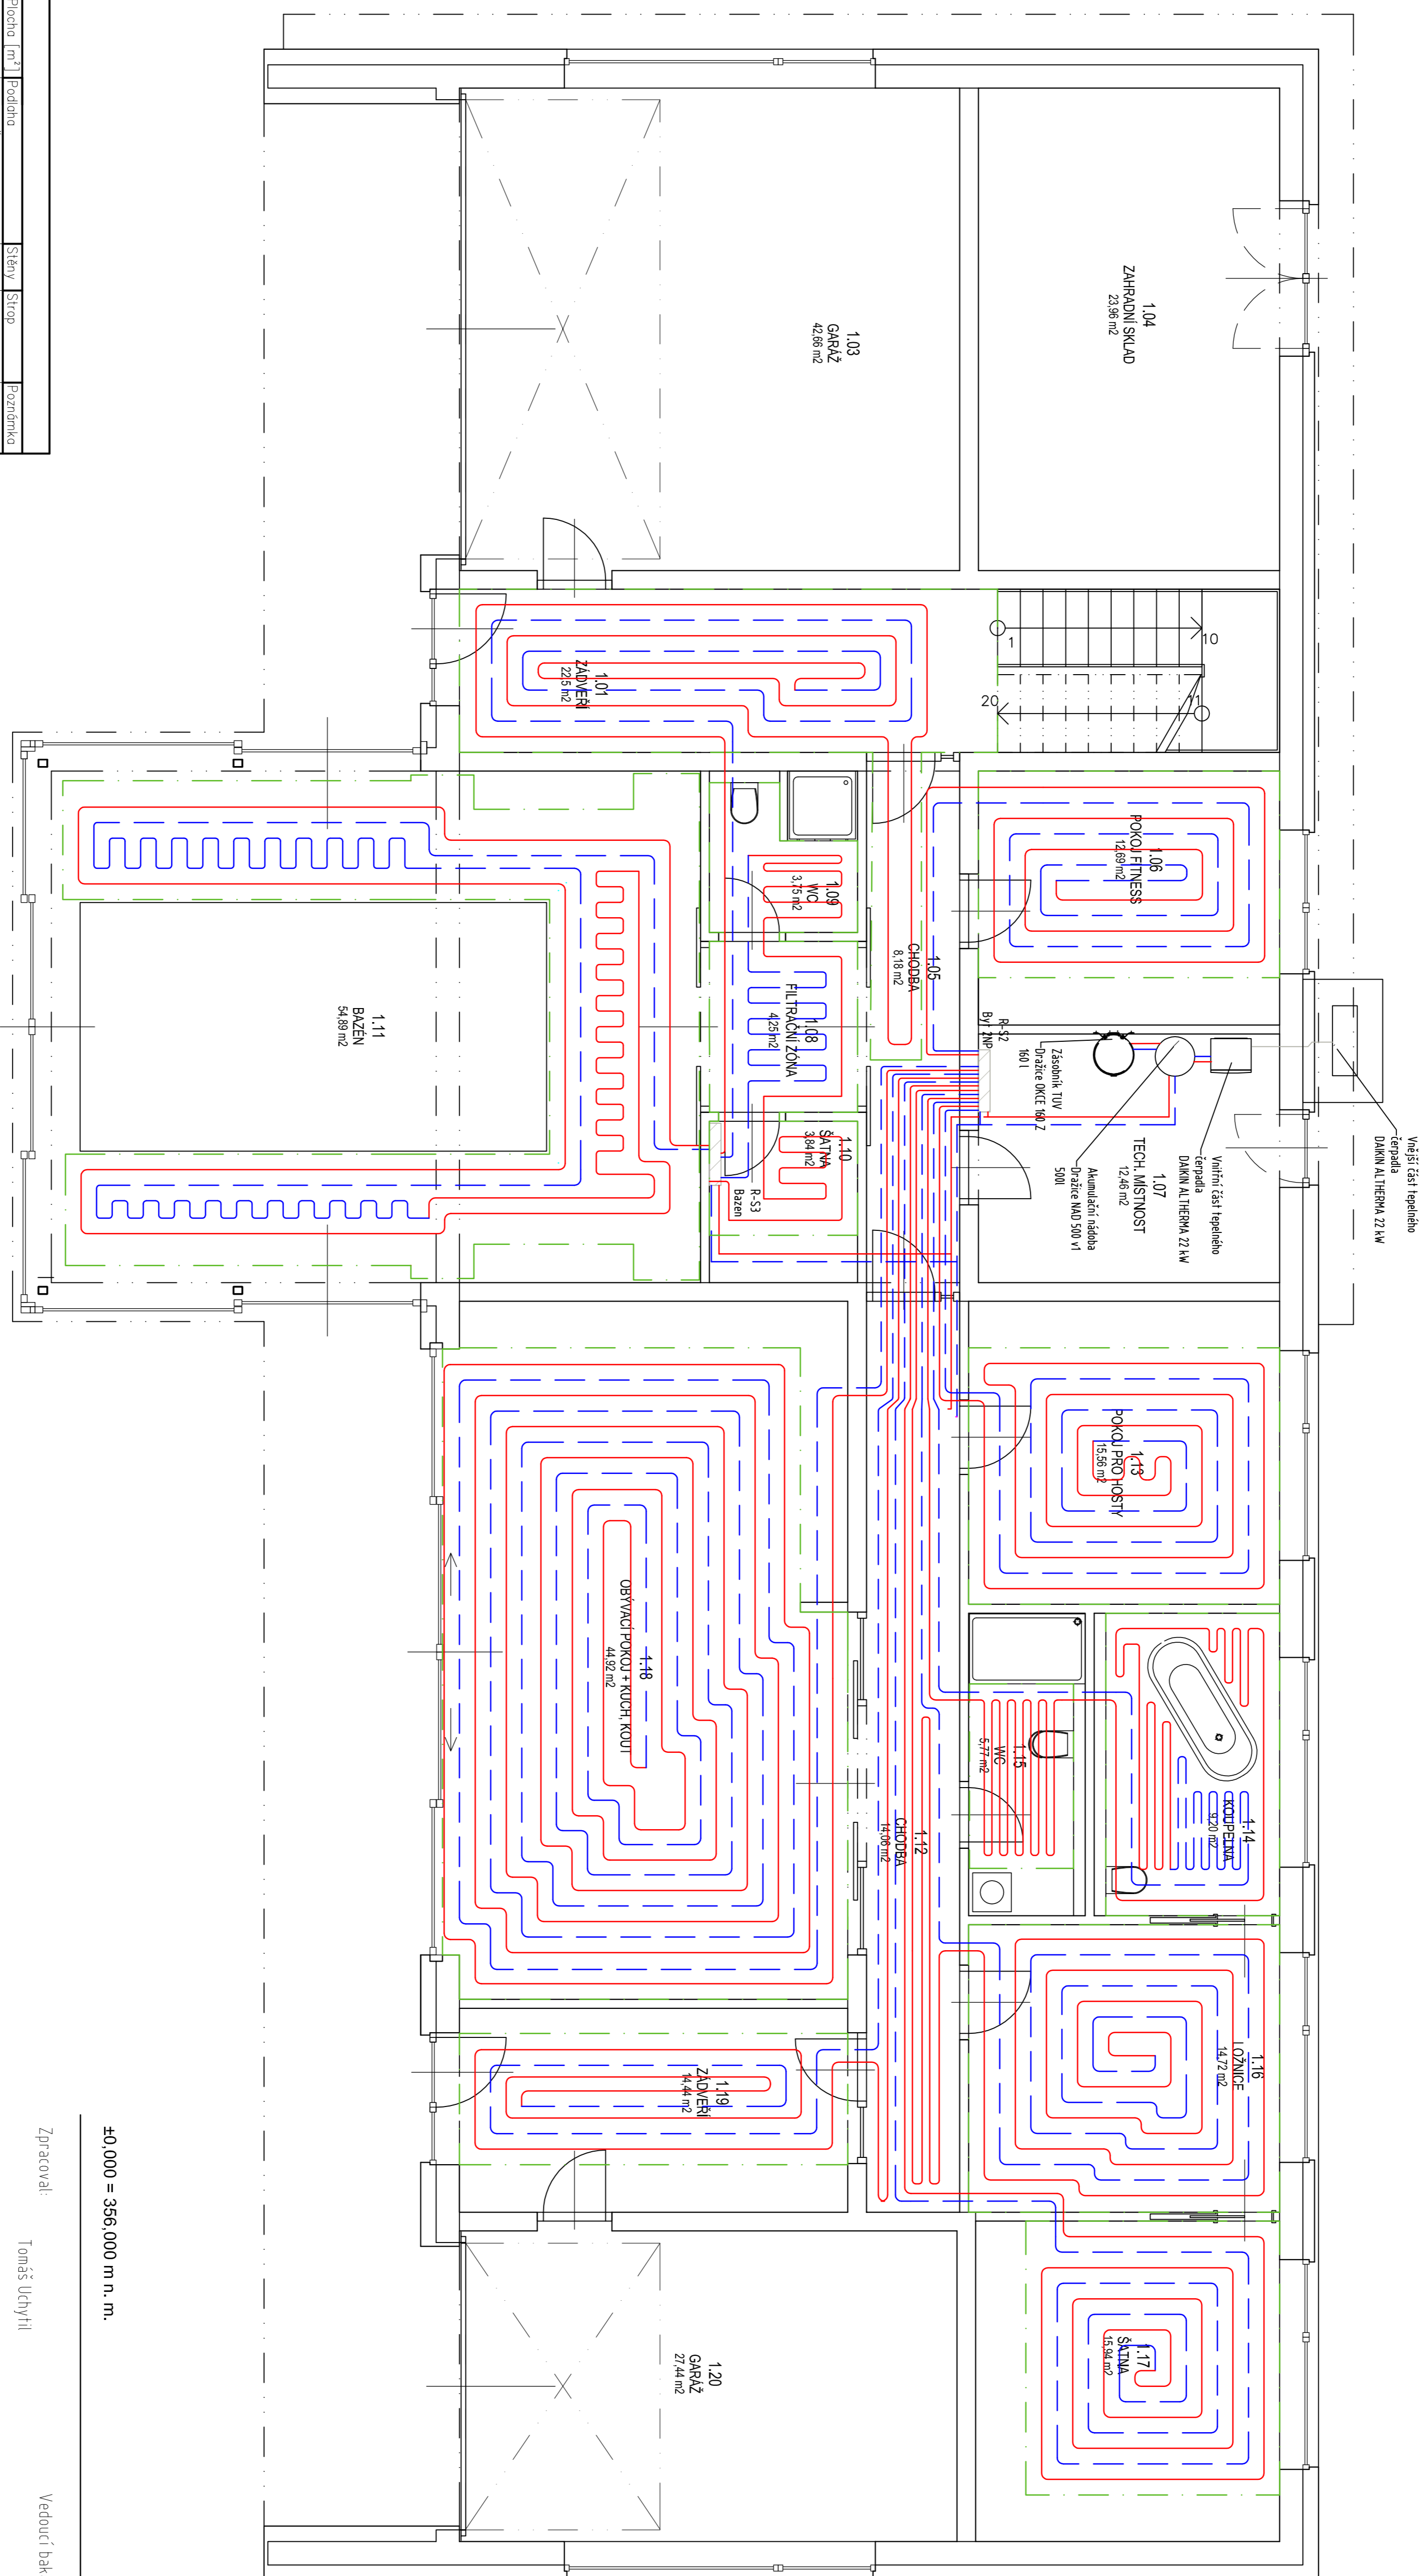 Plocha [m²] Podlaha Stěny Strop Poznámka
Vnější část tepelného
čerpadla
DAIKIN ALTHERMA 22 kW
1.04
ZAHRADNÍ SKLAD
23,96 m2
1.03
GARÁŽ
42,66 m2
1
10
11
20
1.01
ZÁDVEŘÍ
22,5 m2
1.06
POKOJ FITNESS
12,69 m2
1.05
CHODBA
8,18 m2
1.09
WC
3,75 m2
1.08
FILTRAČNÍ ZÓNA
4,25 m2
1.10
ŠATNA
3,84 m2
R-S3
Bazen
1.11
BAZÉN
54,89 m2
R-S2
Byt 2NP
Zásobník TUV
Dražice OKCE 160 Z
160 l
Vnitřní část tepelného
čerpadla
DAIKIN ALTHERMA 22 kW
1.07
TECH. MÍSTNOST
12,46 m2
Akumulační nádoba
Dražice NAD 500 v1
500l
1.13
POKOJ PRO HOSTY
15,56 m2
1.14
KOUPELNA
9,20 m2
1.15
WC
5,77 m2
1.12
CHODBA
14,06 m2
1.18
OBÝVACÍ POKOJ + KUCH, KOUT
44,92 m2
1.16
LOŽNICE
14,72 m2
1.19
ZÁDVEŘÍ
14,44 m2
1.17
ŠATNA
15,94 m2
1.20
GARÁŽ
27,44 m2
±0,000 = 356,000 m n. m.
Zpracoval: Vedoucí bak
Tomáš Uchytil